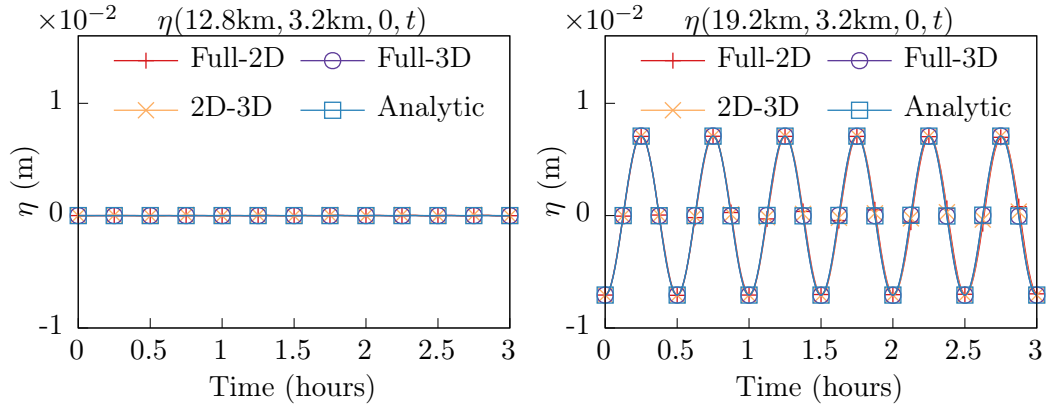 ×10⁻² η(12.8km, 3.2km, 0, t)
Full-2D Full-3D
2D-3D Analytic
1
0
-1
η (m)
0 0.5 1 1.5 2 2.5 3
Time (hours)
×10⁻² η(19.2km, 3.2km, 0, t)
Full-2D Full-3D
2D-3D Analytic
1
0
-1
η (m)
0 0.5 1 1.5 2 2.5 3
Time (hours)